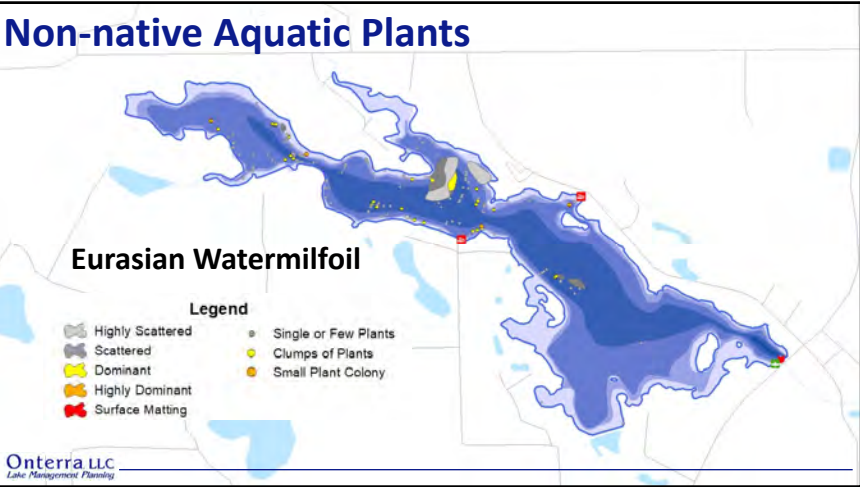 Non-native Aquatic Plants
Eurasian Watermilfoil
Legend
Highly Scattered
Scattered
Dominant
Highly Dominant
Surface Matting
Single or Few Plants
Clumps of Plants
Small Plant Colony
Onterra LLC
Lake Management Planning